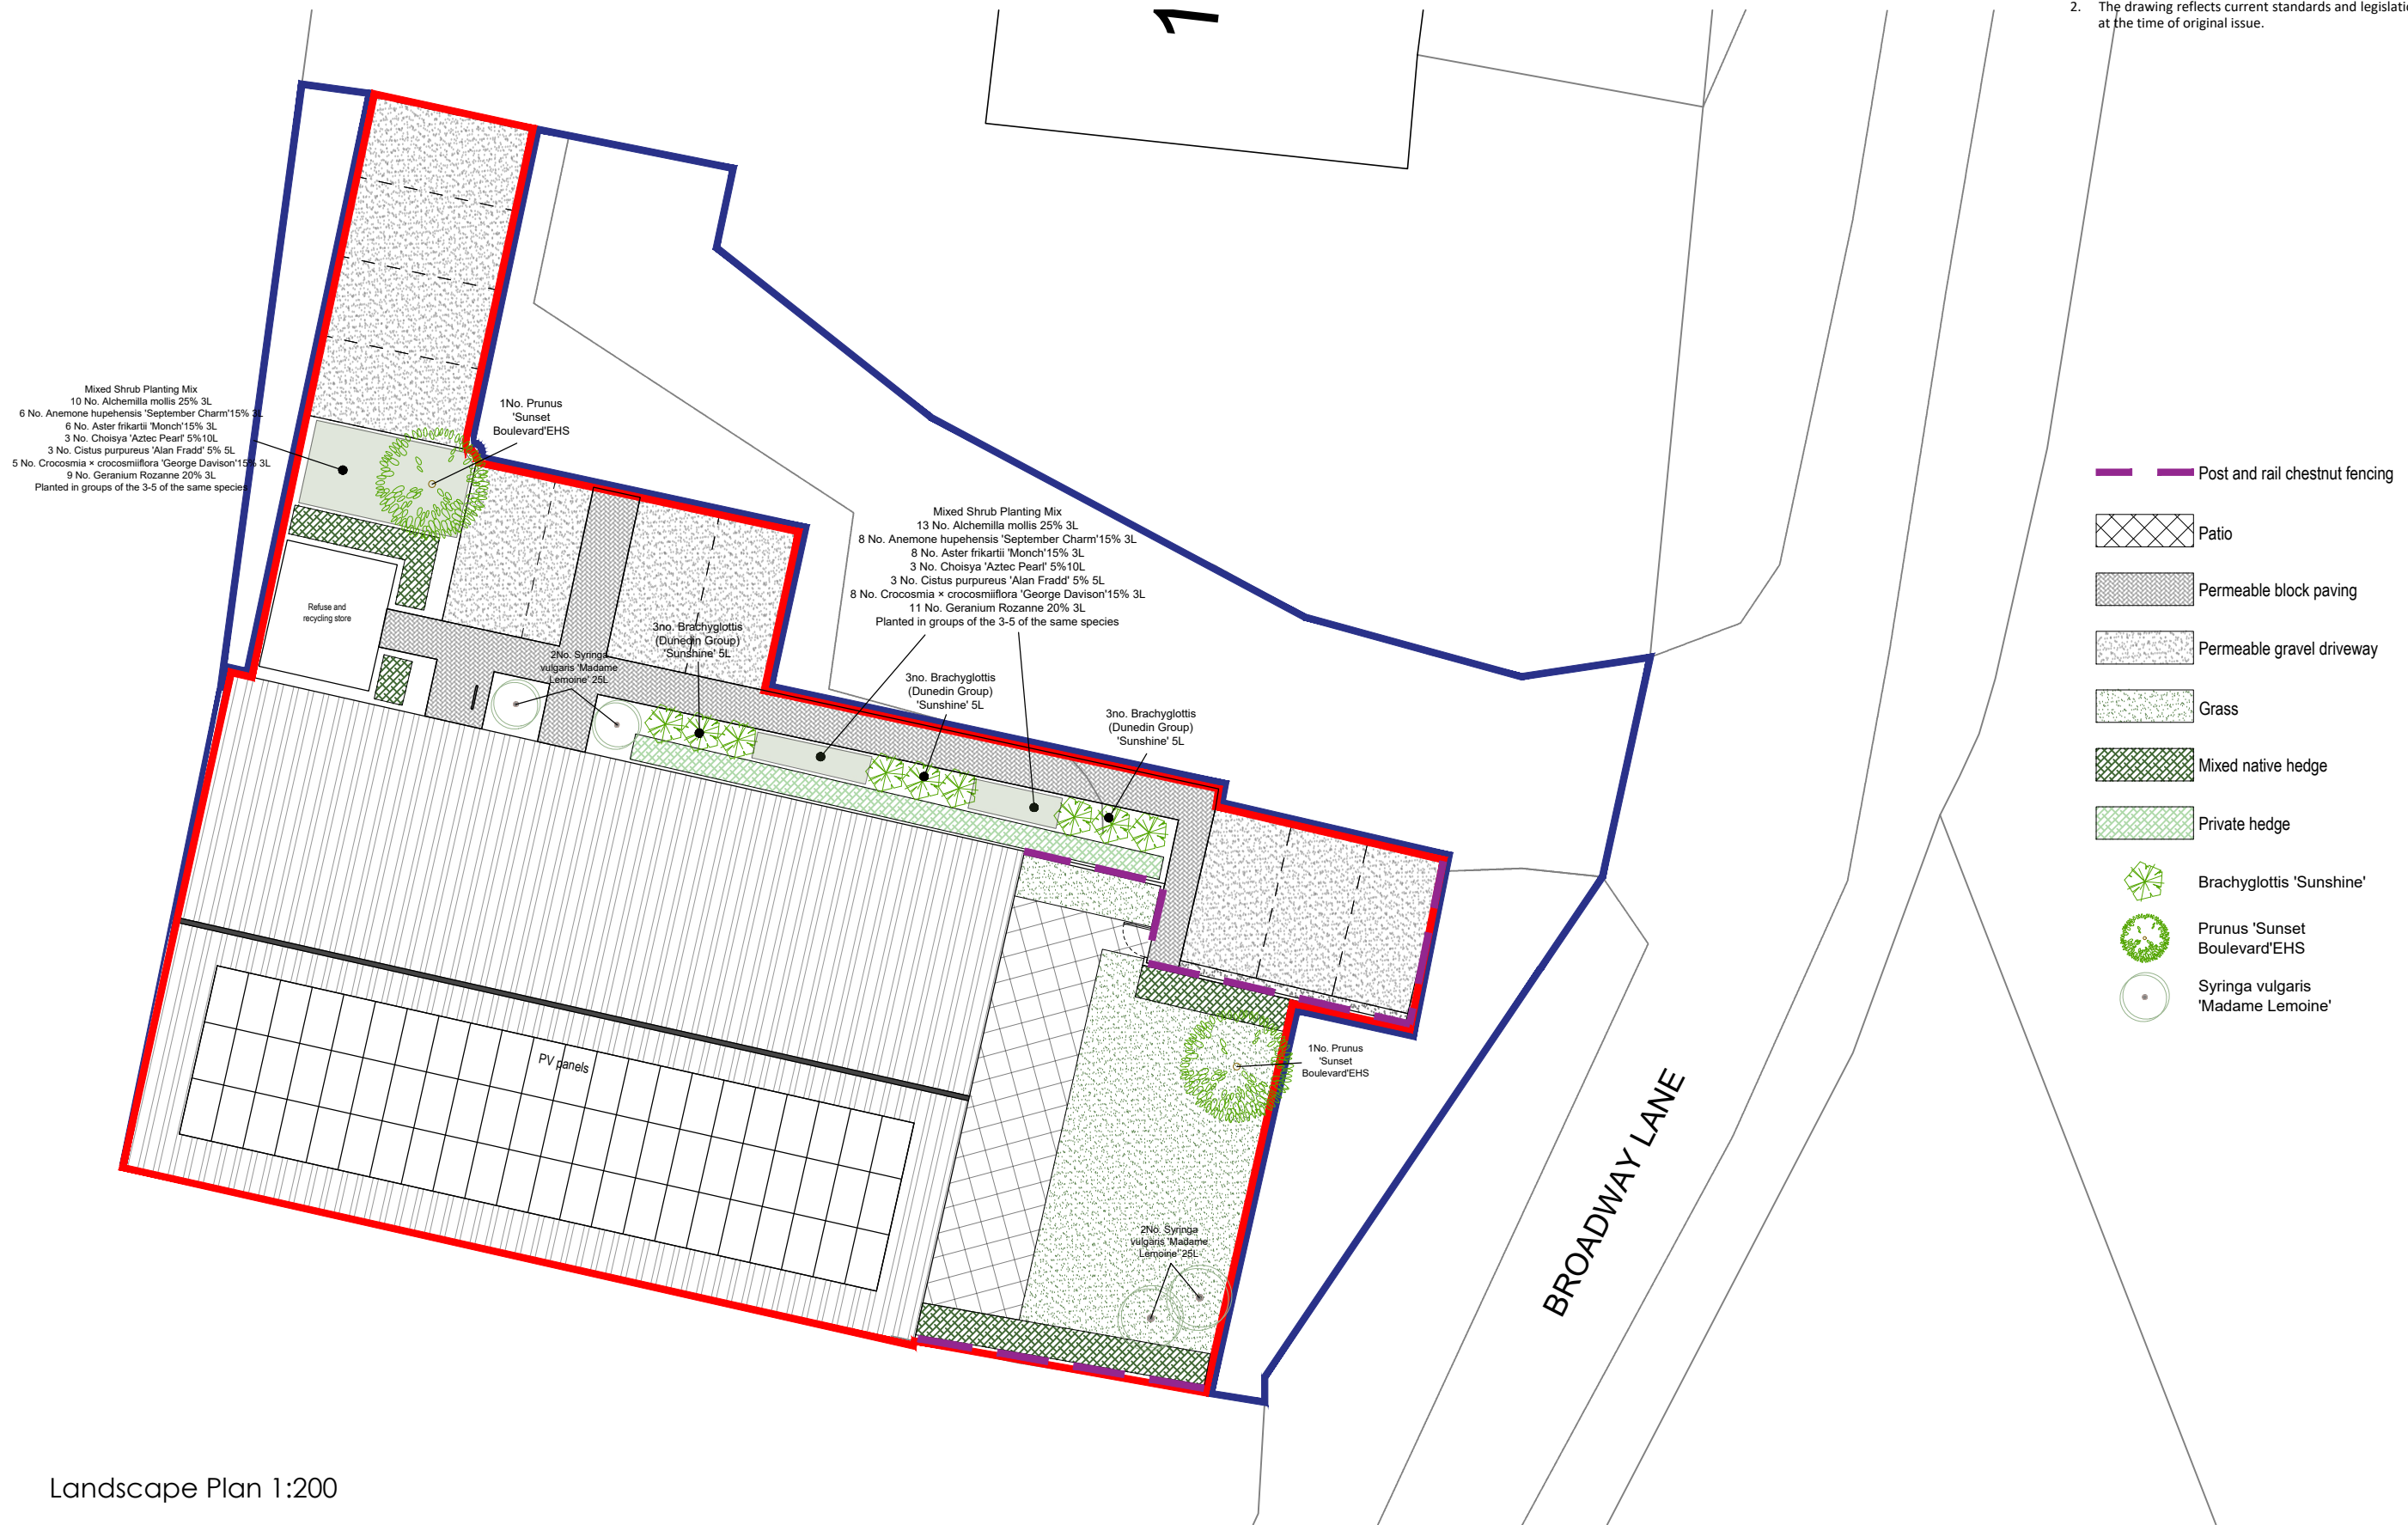 2. The drawing reflects current standards and legislatio
at the time of original issue.
1
Mixed Shrub Planting Mix
10 No. Alchemilla mollis 25% 3L
6 No. Anemone hupehensis 'September Charm'15% 3L
6 No. Aster frikartii 'Monch'15% 3L
3 No. Choisya 'Aztec Pearl' 5%10L
3 No. Cistus purpureus 'Alan Fradd' 5% 5L
5 No. Crocosmia × crocosmiiflora 'George Davison'15% 3L
9 No. Geranium Rozanne 20% 3L
Planted in groups of the 3-5 of the same species
1No. Prunus
'Sunset
Boulevard'EHS
Mixed Shrub Planting Mix
13 No. Alchemilla mollis 25% 3L
8 No. Anemone hupehensis 'September Charm'15% 3L
8 No. Aster frikartii 'Monch'15% 3L
3 No. Choisya 'Aztec Pearl' 5%10L
3 No. Cistus purpureus 'Alan Fradd' 5% 5L
8 No. Crocosmia × crocosmiiflora 'George Davison'15% 3L
11 No. Geranium Rozanne 20% 3L
Planted in groups of the 3-5 of the same species
Refuse and
recycling store
2No. Syringa
vulgaris 'Madame
Lemoine' 25L
3no. Brachyglottis
(Dunedin Group)
'Sunshine' 5L
3no. Brachyglottis
(Dunedin Group)
'Sunshine' 5L
3no. Brachyglottis
(Dunedin Group)
'Sunshine' 5L
PV panels
1No. Prunus
'Sunset
Boulevard'EHS
2No. Syringa
vulgaris 'Madame
Lemoine' 25L
BROADWAY LANE
Post and rail chestnut fencing
Patio
Permeable block paving
Permeable gravel driveway
Grass
Mixed native hedge
Private hedge
Brachyglottis 'Sunshine'
Prunus 'Sunset
Boulevard'EHS
Syringa vulgaris
'Madame Lemoine'
Landscape Plan 1:200